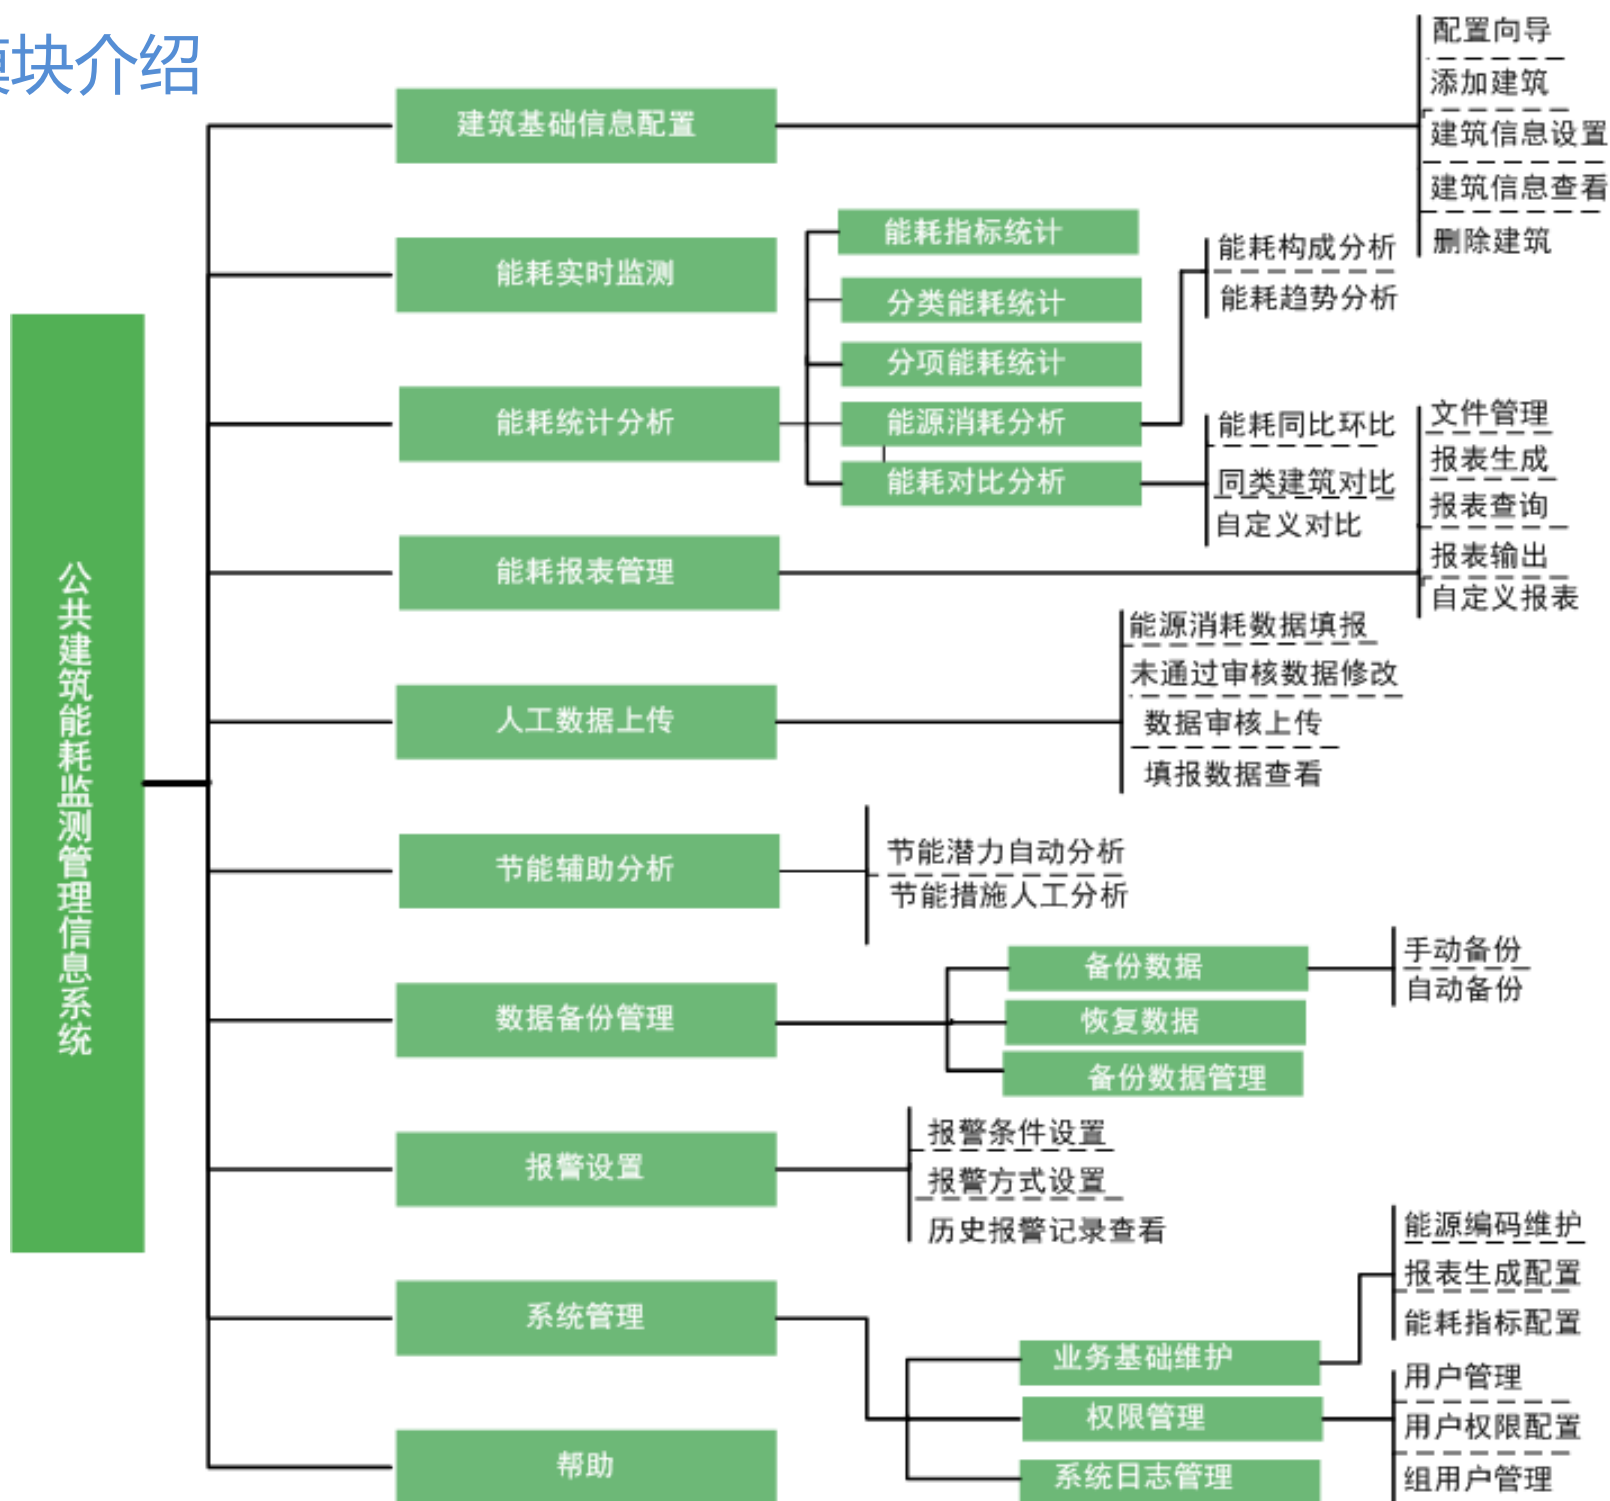 块介绍
公共建筑能耗监测管理信息系统
建筑基础信息配置
配置向导
添加建筑
建筑信息设置
建筑信息查看
删除建筑
能耗实时监测
能耗统计分析
能耗指标统计
分类能耗统计
分项能耗统计
能源消耗分析
能耗构成分析
能耗趋势分析
能耗对比分析
能耗同比环比
同类建筑对比
自定义对比
能耗报表管理
文件管理
报表生成
报表查询
报表输出
自定义报表
人工数据上传
能源消耗数据填报
未通过审核数据修改
数据审核上传
填报数据查看
节能辅助分析
节能潜力自动分析
节能措施人工分析
数据备份管理
备份数据
手动备份
自动备份
恢复数据
备份数据管理
报警设置
报警条件设置
报警方式设置
历史报警记录查看
系统管理
业务基础维护
能源编码维护
报表生成配置
能耗指标配置
权限管理
用户管理
用户权限配置
组用户管理
系统日志管理
帮助